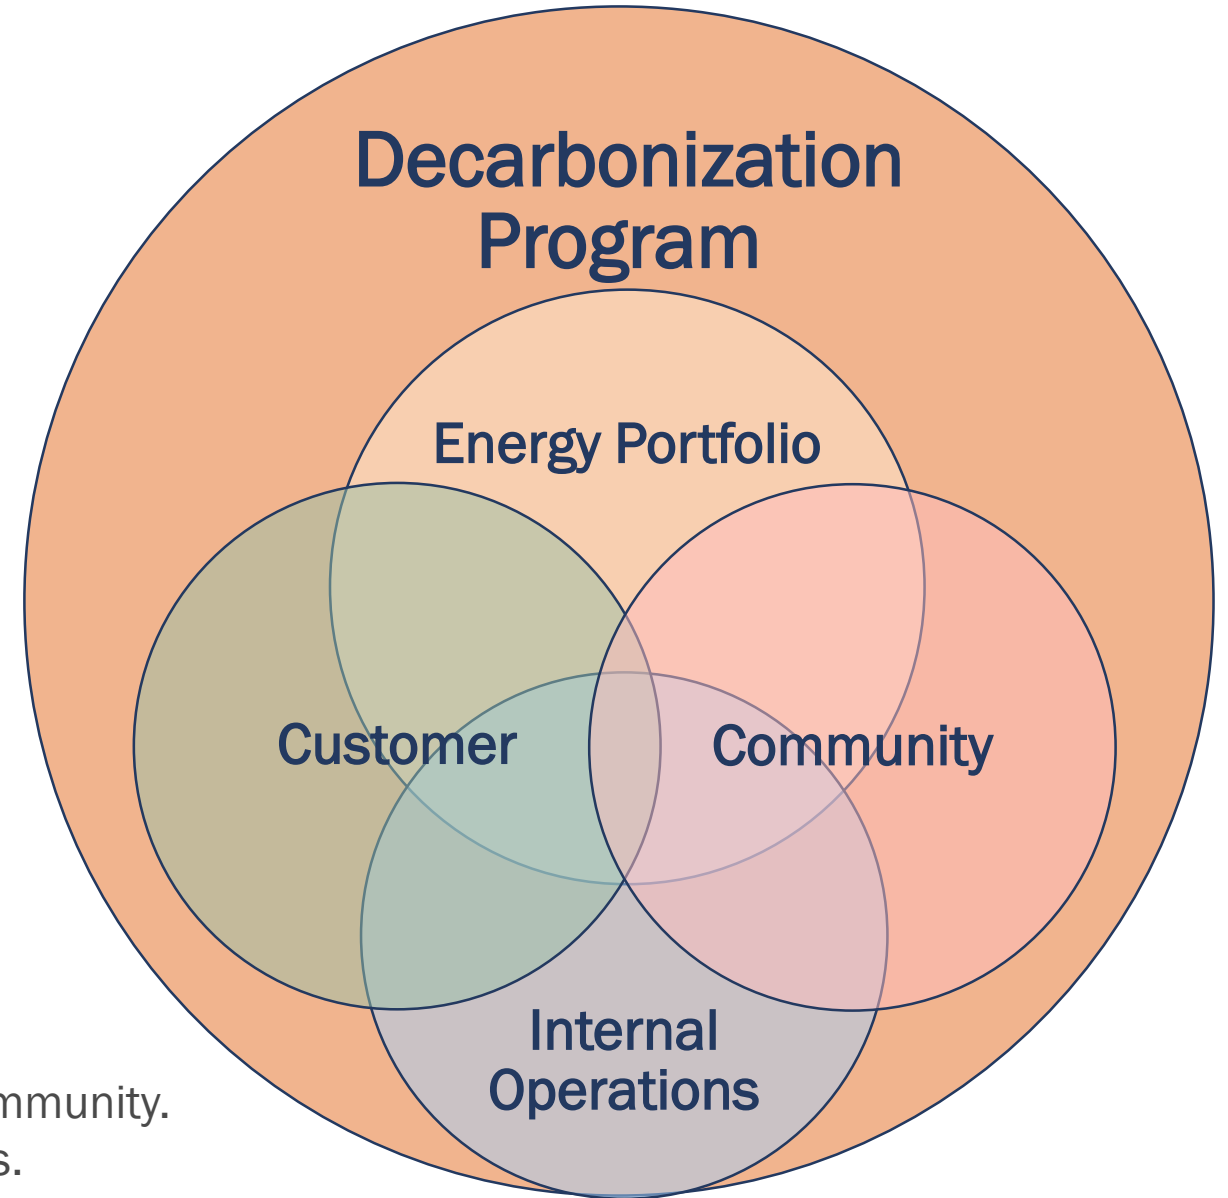 Decarbonization
Program
Energy Portfolio
Customer
Community
Internal
Operations
mmunity.
s.